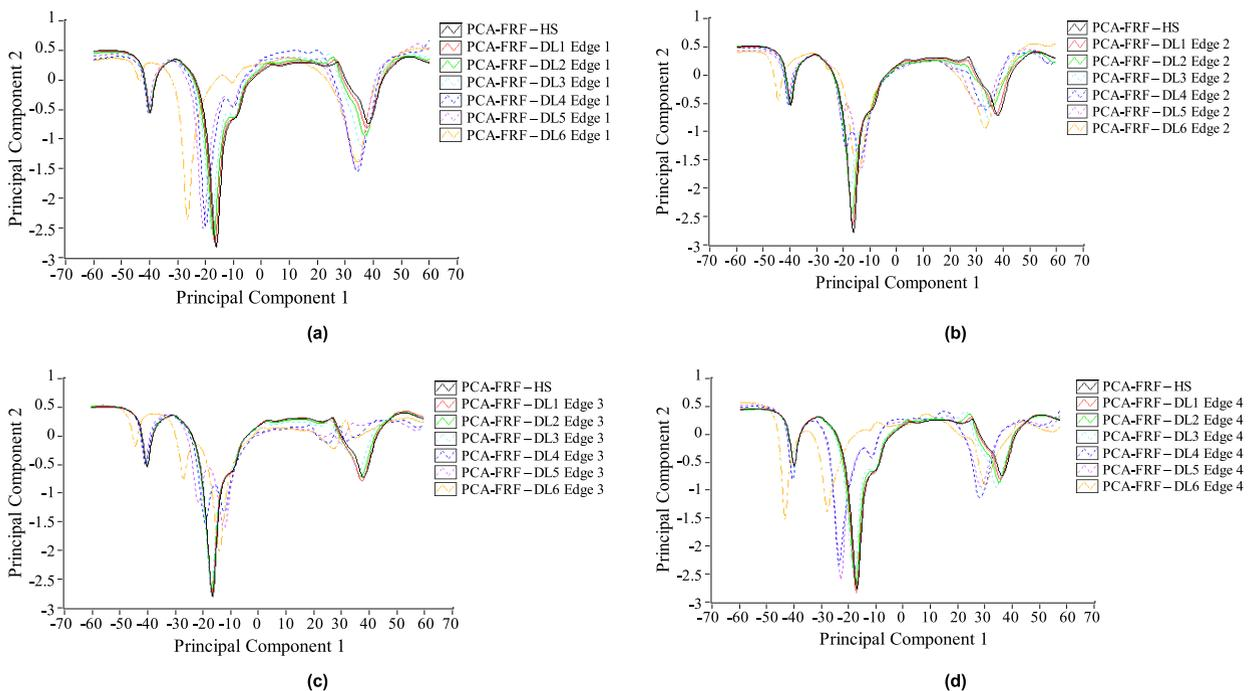 1
0.5
0
-0.5
-1
-1.5
-2
-2.5
-3
Principal Component 2
-70 -60 -50 -40 -30 -20 -10 0 10 20 30 40 50 60 70
Principal Component 1
PCA-FRF-HS
PCA-FRF-DL1 Edge 1
PCA-FRF-DL2 Edge 1
PCA-FRF-DL3 Edge 1
PCA-FRF-DL4 Edge 1
PCA-FRF-DL5 Edge 1
PCA-FRF-DL6 Edge 1
(a)
1
0.5
0
-0.5
-1
-1.5
-2
-2.5
-3
Principal Component 2
-70 -60 -50 -40 -30 -20 -10 0 10 20 30 40 50 60 70
Principal Component 1
PCA-FRF-HS
PCA-FRF-DL1 Edge 2
PCA-FRF-DL2 Edge 2
PCA-FRF-DL3 Edge 2
PCA-FRF-DL4 Edge 2
PCA-FRF-DL5 Edge 2
PCA-FRF-DL6 Edge 2
(b)
1
0.5
0
-0.5
-1
-1.5
-2
-2.5
-3
Principal Component 2
-70 -60 -50 -40 -30 -20 -10 0 10 20 30 40 50 60 70
Principal Component 1
PCA-FRF-HS
PCA-FRF-DL1 Edge 3
PCA-FRF-DL2 Edge 3
PCA-FRF-DL3 Edge 3
PCA-FRF-DL4 Edge 3
PCA-FRF-DL5 Edge 3
PCA-FRF-DL6 Edge 3
(c)
1
0.5
0
-0.5
-1
-1.5
-2
-2.5
-3
Principal Component 2
-70 -60 -50 -40 -30 -20 -10 0 10 20 30 40 50 60 70
Principal Component 1
PCA-FRF-HS
PCA-FRF-DL1 Edge 4
PCA-FRF-DL2 Edge 4
PCA-FRF-DL3 Edge 4
PCA-FRF-DL4 Edge 4
PCA-FRF-DL5 Edge 4
PCA-FRF-DL6 Edge 4
(d)